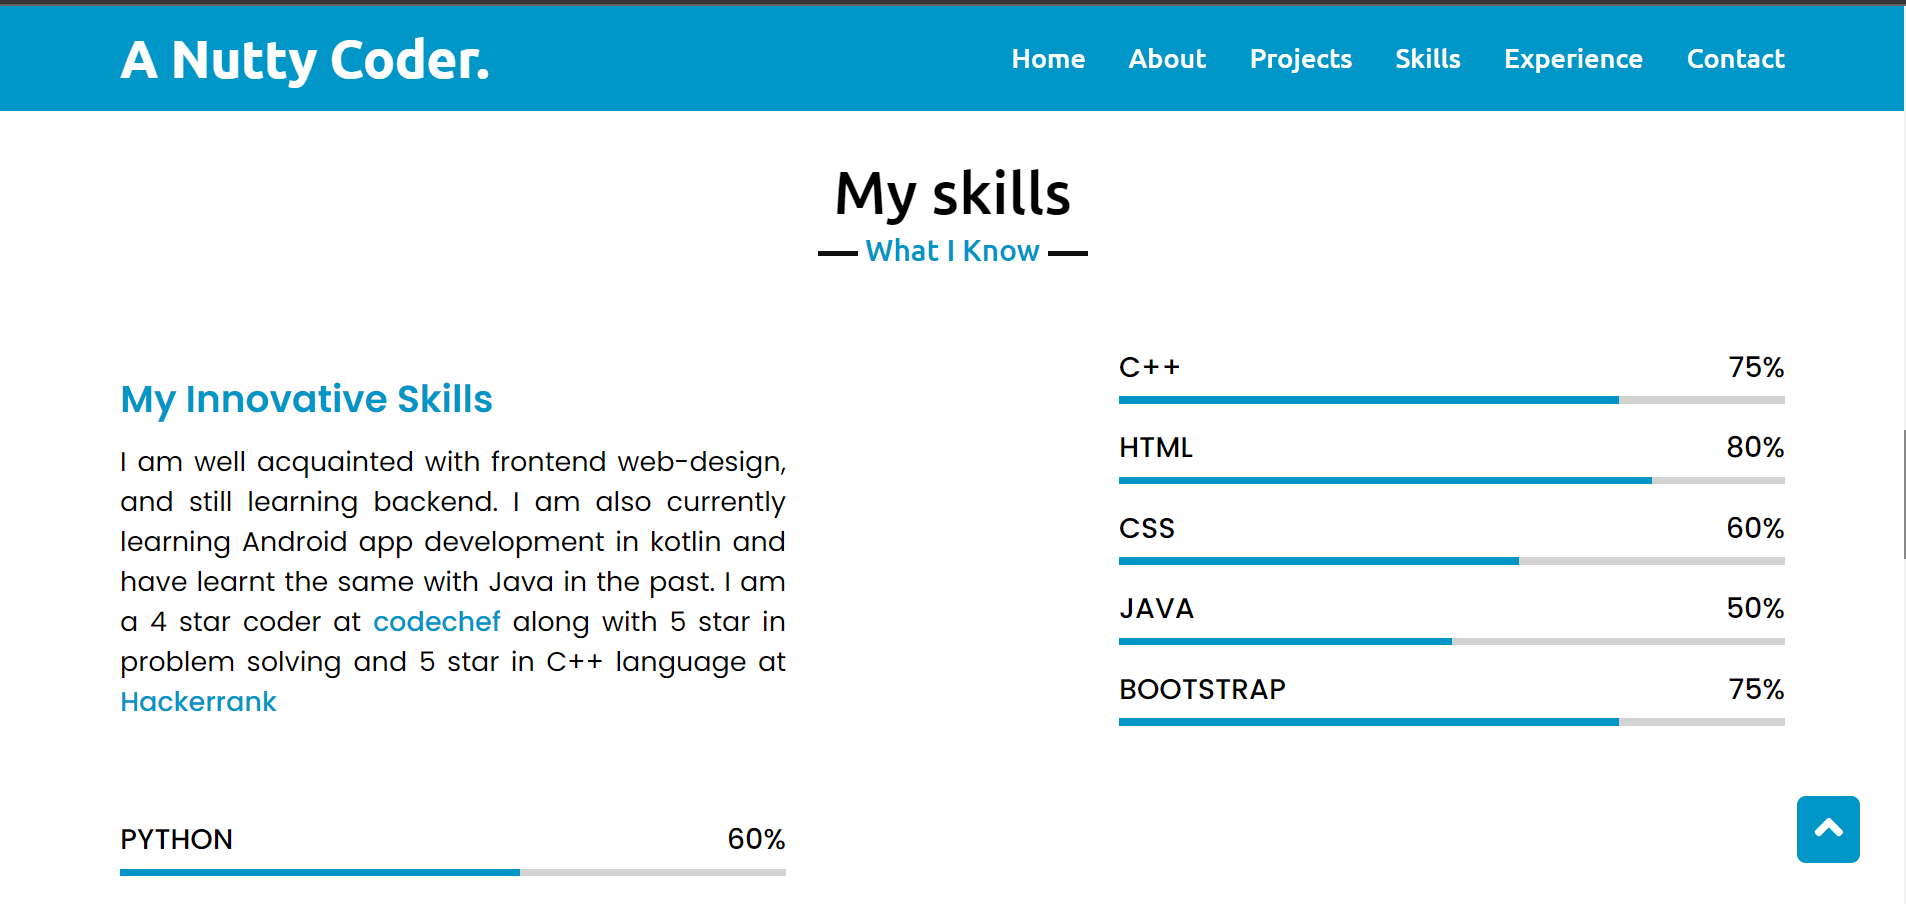 A Nutty Coder.
Home About Projects Skills Experience Contact
My skills
What I Know
My Innovative Skills
I am well acquainted with frontend web-design,
and still learning backend. I am also currently
learning Android app development in kotlin and
have learnt the same with Java in the past. I am
a 4 star coder at codechef along with 5 star in
problem solving and 5 star in C++ language at
Hackerrank
C++ 75%
HTML 80%
CSS 60%
JAVA 50%
BOOTSTRAP 75%
PYTHON 60%